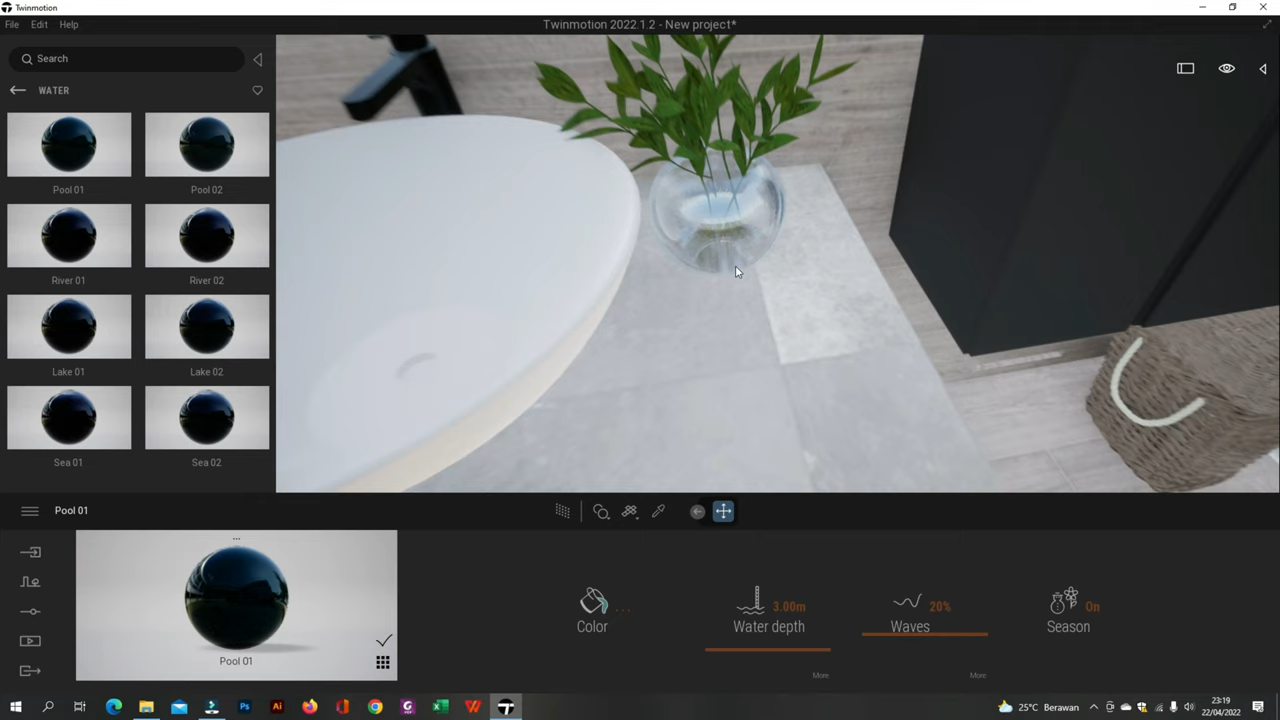 Twinmotion
File Edit Help
Twinmotion 2022.1.2 - New project*
Search
WATER
Pool 01
Pool 02
River 01
River 02
Lake 01
Lake 02
Sea 01
Sea 02
Pool 01
...
Pool 01
Color ...
3.00m
Water depth
More
20%
Waves
More
On
Season
Ps
Ai
25°C Berawan
23:19
22/04/2022